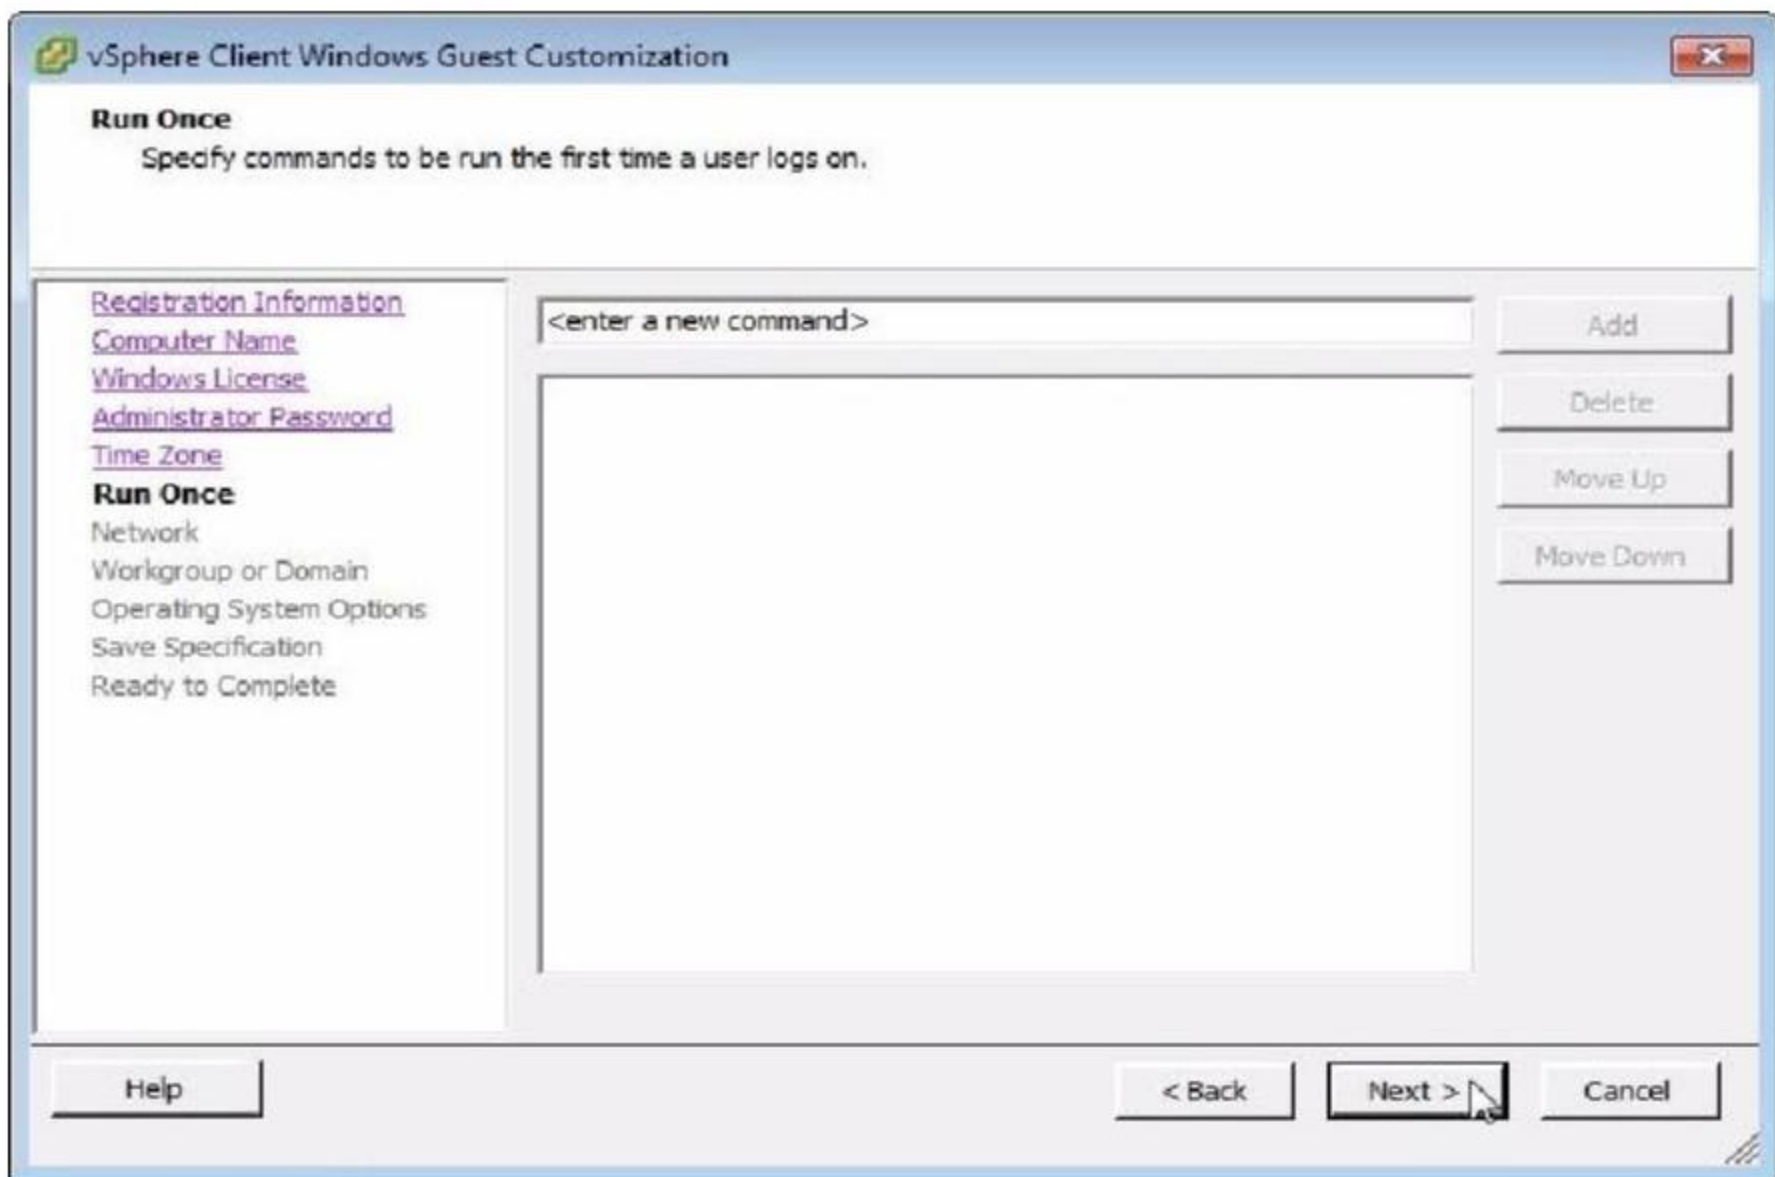 vSphere Client Windows Guest Customization
Run Once
Specify commands to be run the first time a user logs on.
Registration Information
Computer Name
Windows License
Administrator Password
Time Zone
Run Once
Network
Workgroup or Domain
Operating System Options
Save Specification
Ready to Complete
<enter a new command>
Add
Delete
Move Up
Move Down
Help
< Back
Next >
Cancel